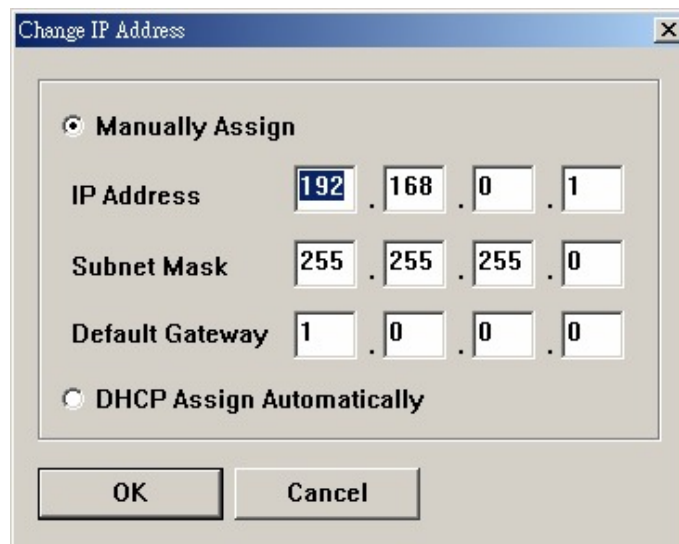 Change IP Address
Manually Assign
IP Address 192 . 168 . 0 . 1
Subnet Mask 255 . 255 . 255 . 0
Default Gateway 1 . 0 . 0 . 0
DHCP Assign Automatically
OK Cancel